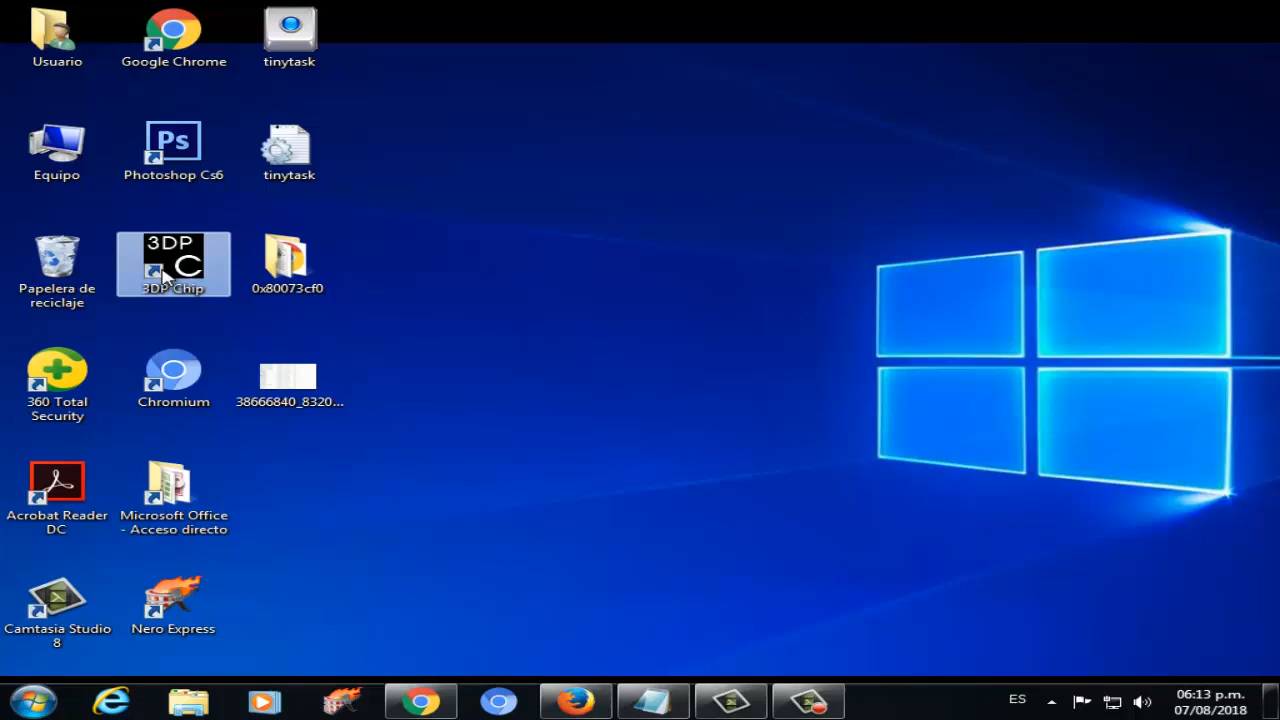 Usuario
Google Chrome
tinytask
Equipo
Ps
Photoshop Cs6
tinytask
Papelera de
reciclaje
3DP
C
3DP Chip
0x80073cf0
360 Total
Security
Chromium
38666840_8320...
Acrobat Reader
DC
Microsoft Office
- Acceso directo
Camtasia Studio
8
Nero Express
ES
06:13 p.m.
07/08/2018